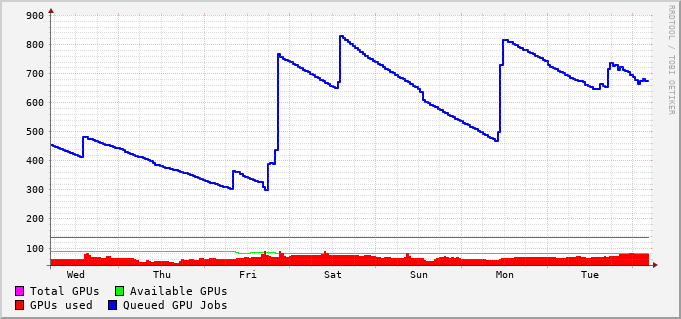 900
800
700
600
500
400
300
200
100
Wed Thu Fri Sat Sun Mon Tue
Total GPUs Available GPUs
GPUs used Queued GPU Jobs
RRDTOOL / TOBI OETIKER